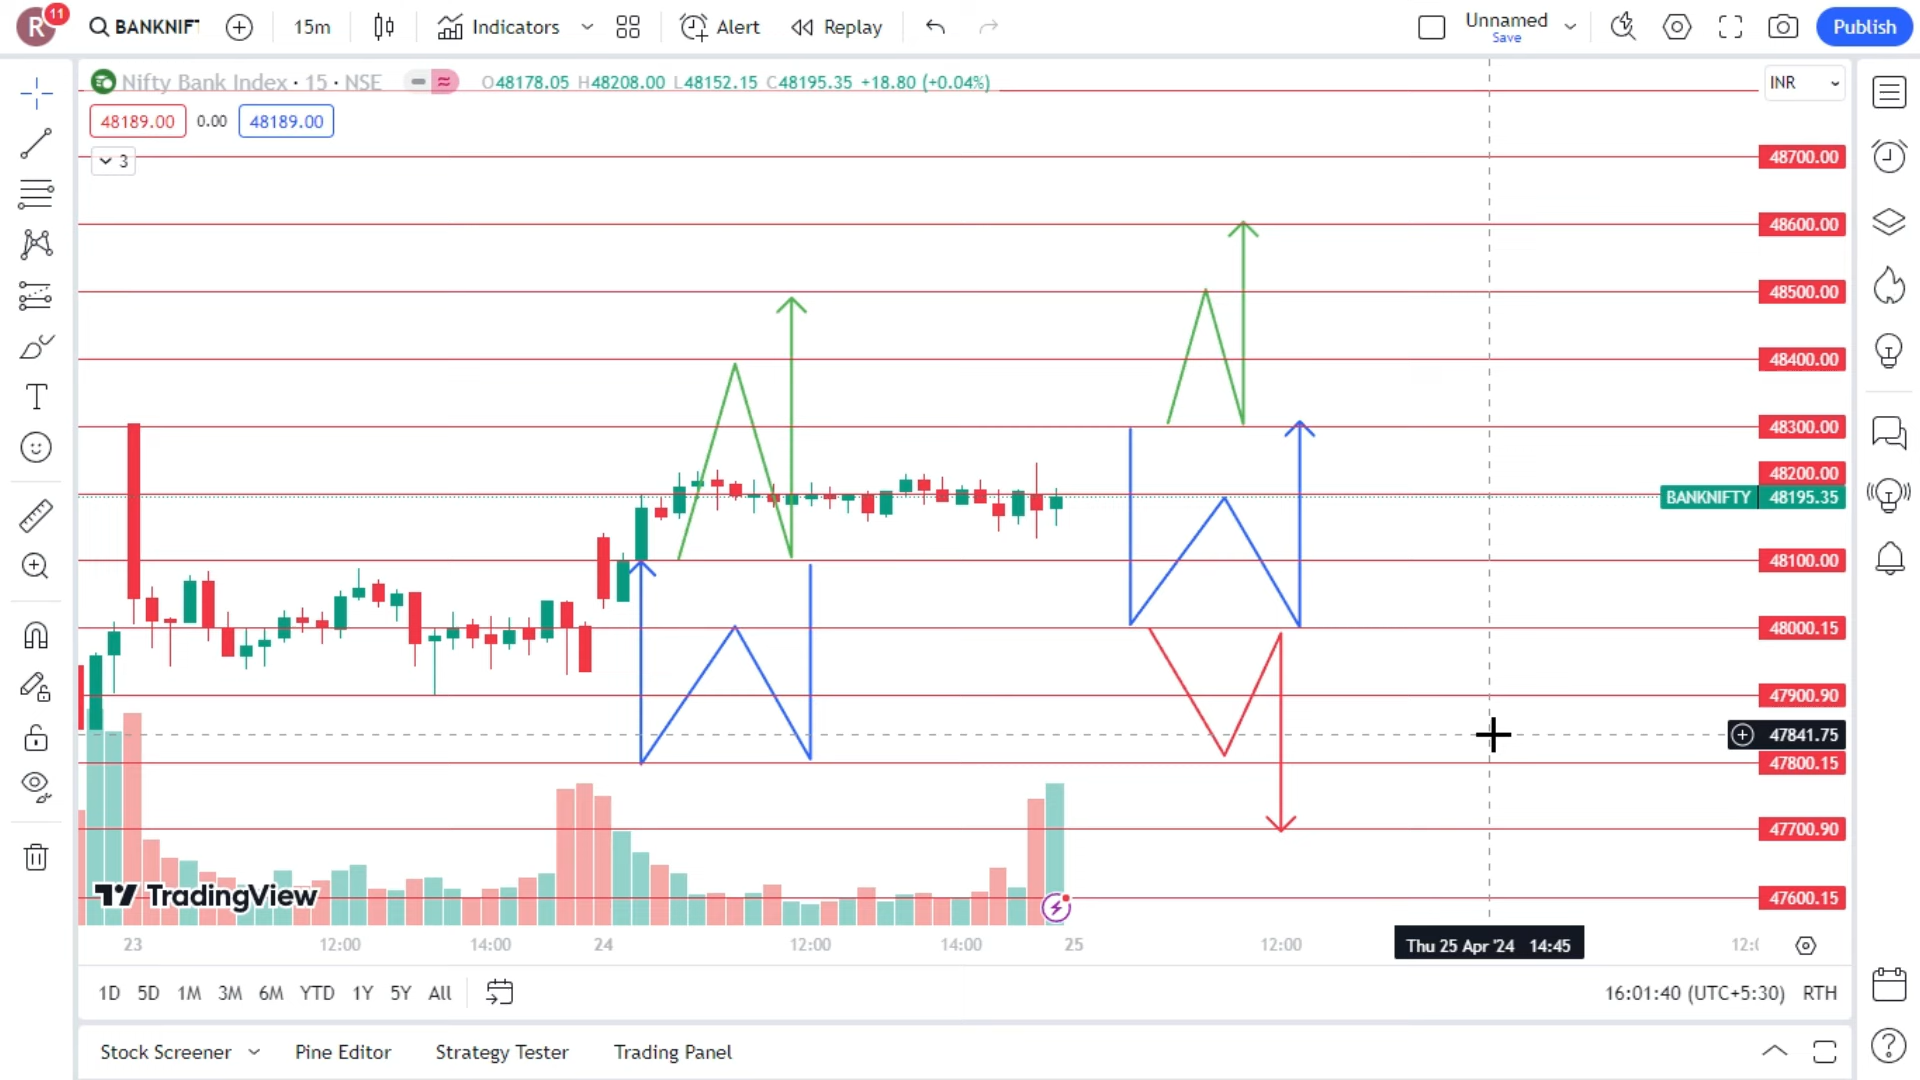 R 11 BANKNIFT 15m Indicators Alert Replay Unnamed Save Publish
Nifty Bank Index · 15 · NSE O48178.05 H48208.00 L48152.15 C48195.35 +18.80 (+0.04%) INR
48189.00 0.00 48189.00
3
48700.00
48600.00
48500.00
48400.00
48300.00
48200.00
BANKNIFTY 48195.35
48100.00
48000.15
47900.90
47841.75
47800.15
47700.90
47600.15
TradingView
23 12:00 14:00 24 12:00 14:00 25 12:00 Thu 25 Apr '24 14:45 12:0
1D 5D 1M 3M 6M YTD 1Y 5Y All 16:01:40 (UTC+5:30) RTH
Stock Screener Pine Editor Strategy Tester Trading Panel